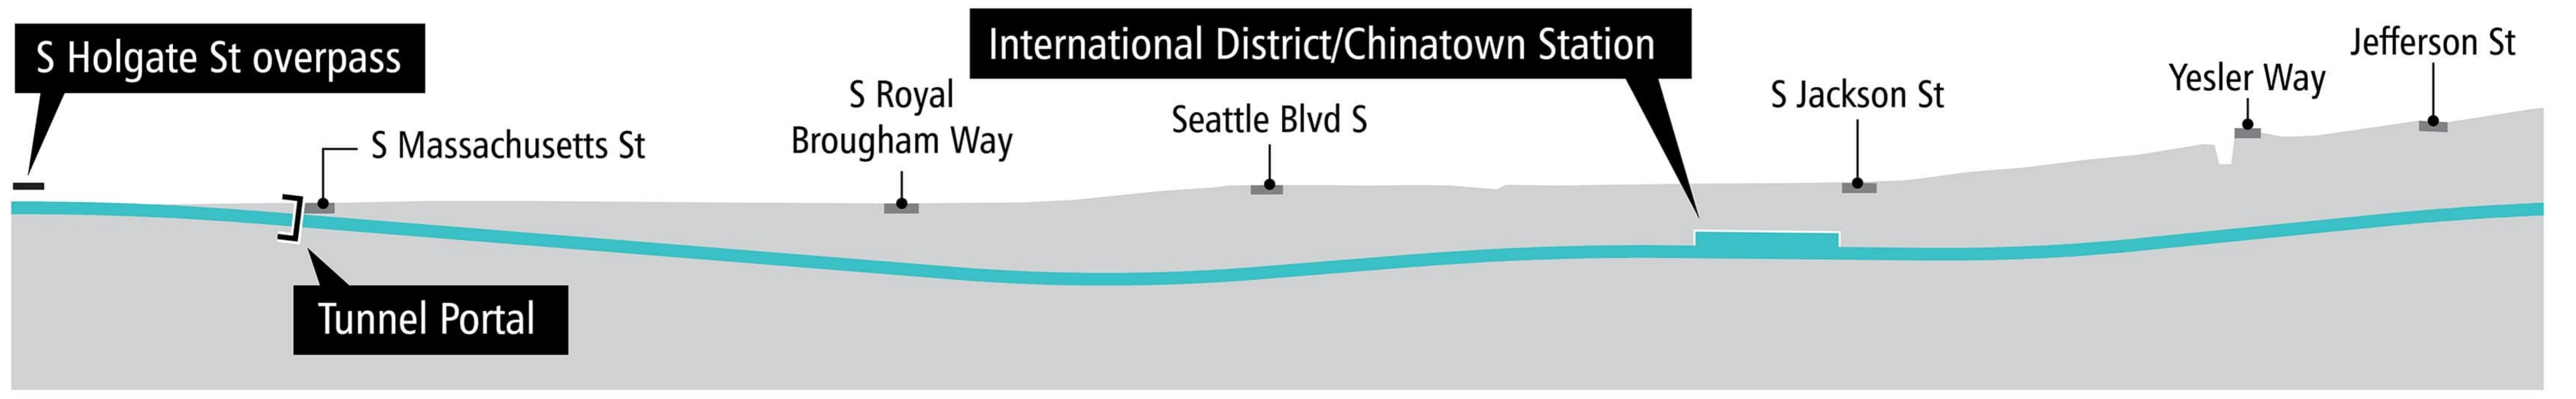 S Holgate St overpass
S Massachusetts St
Tunnel Portal
S Royal
Brougham Way
International District/Chinatown Station
Seattle Blvd S
S Jackson St
Yesler Way
Jefferson St